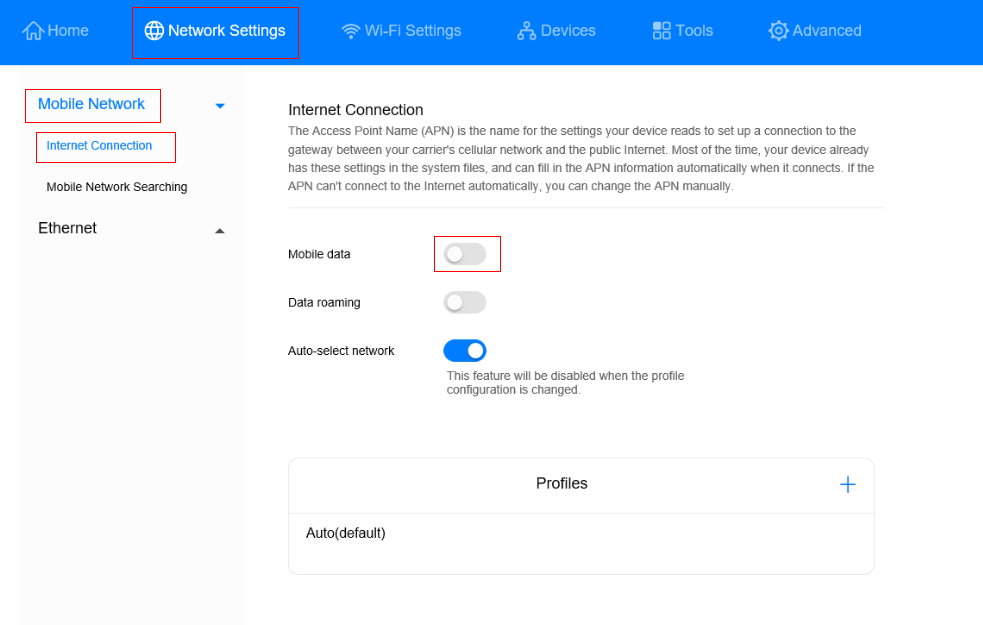 Home Network Settings Wi-Fi Settings Devices Tools Advanced
Mobile Network
Internet Connection
Mobile Network Searching
Ethernet
Internet Connection
The Access Point Name (APN) is the name for the settings your device reads to set up a connection to the
gateway between your carrier's cellular network and the public Internet. Most of the time, your device already
has these settings in the system files, and can fill in the APN information automatically when it connects. If the
APN can't connect to the Internet automatically, you can change the APN manually.
Mobile data
Data roaming
Auto-select network
This feature will be disabled when the profile
configuration is changed.
Profiles
Auto(default)